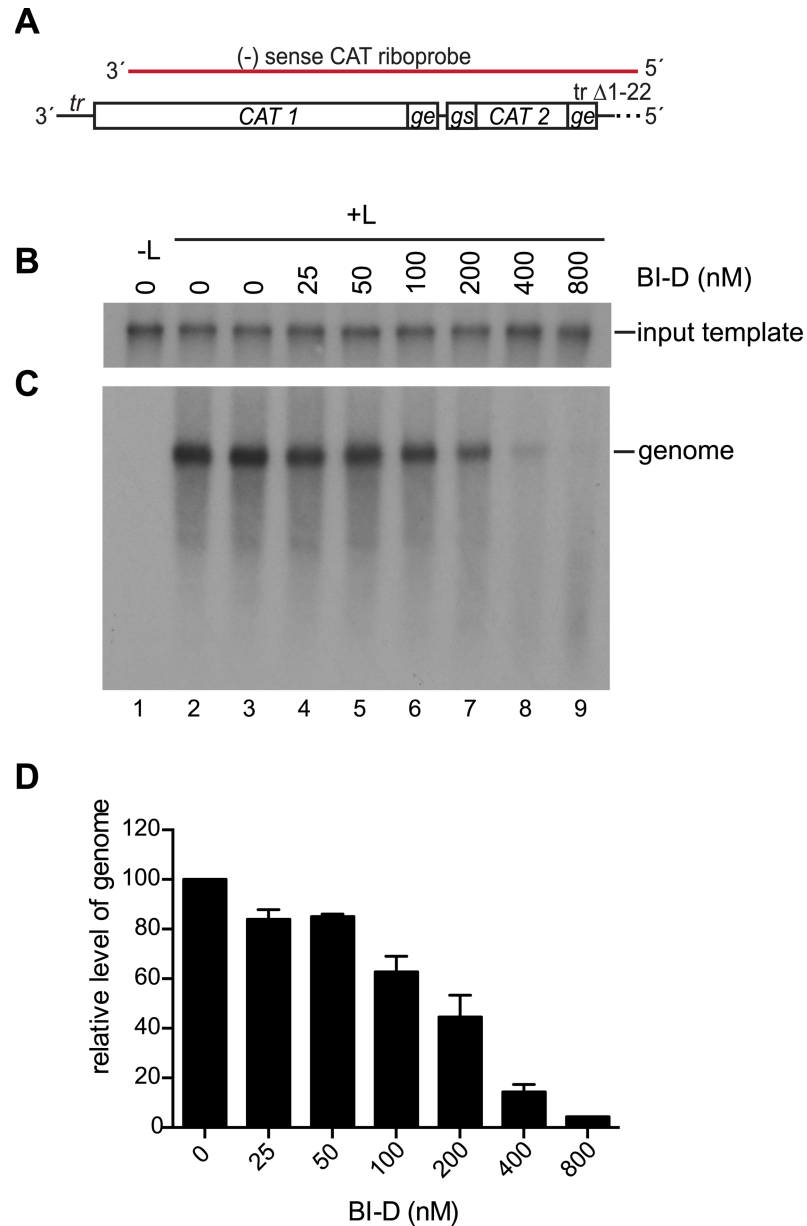 A
(-) sense CAT riboprobe
3´ 5´
tr Δ1-22
3´ tr CAT 1 ge gs CAT 2 ge 5´
+L
-L
B
0 0 0 25 50 100 200 400 800 BI-D (nM)
input template
C
genome
1 2 3 4 5 6 7 8 9
D
relative level of genome
120
100
80
60
40
20
0
0 25 50 100 200 400 800
BI-D (nM)